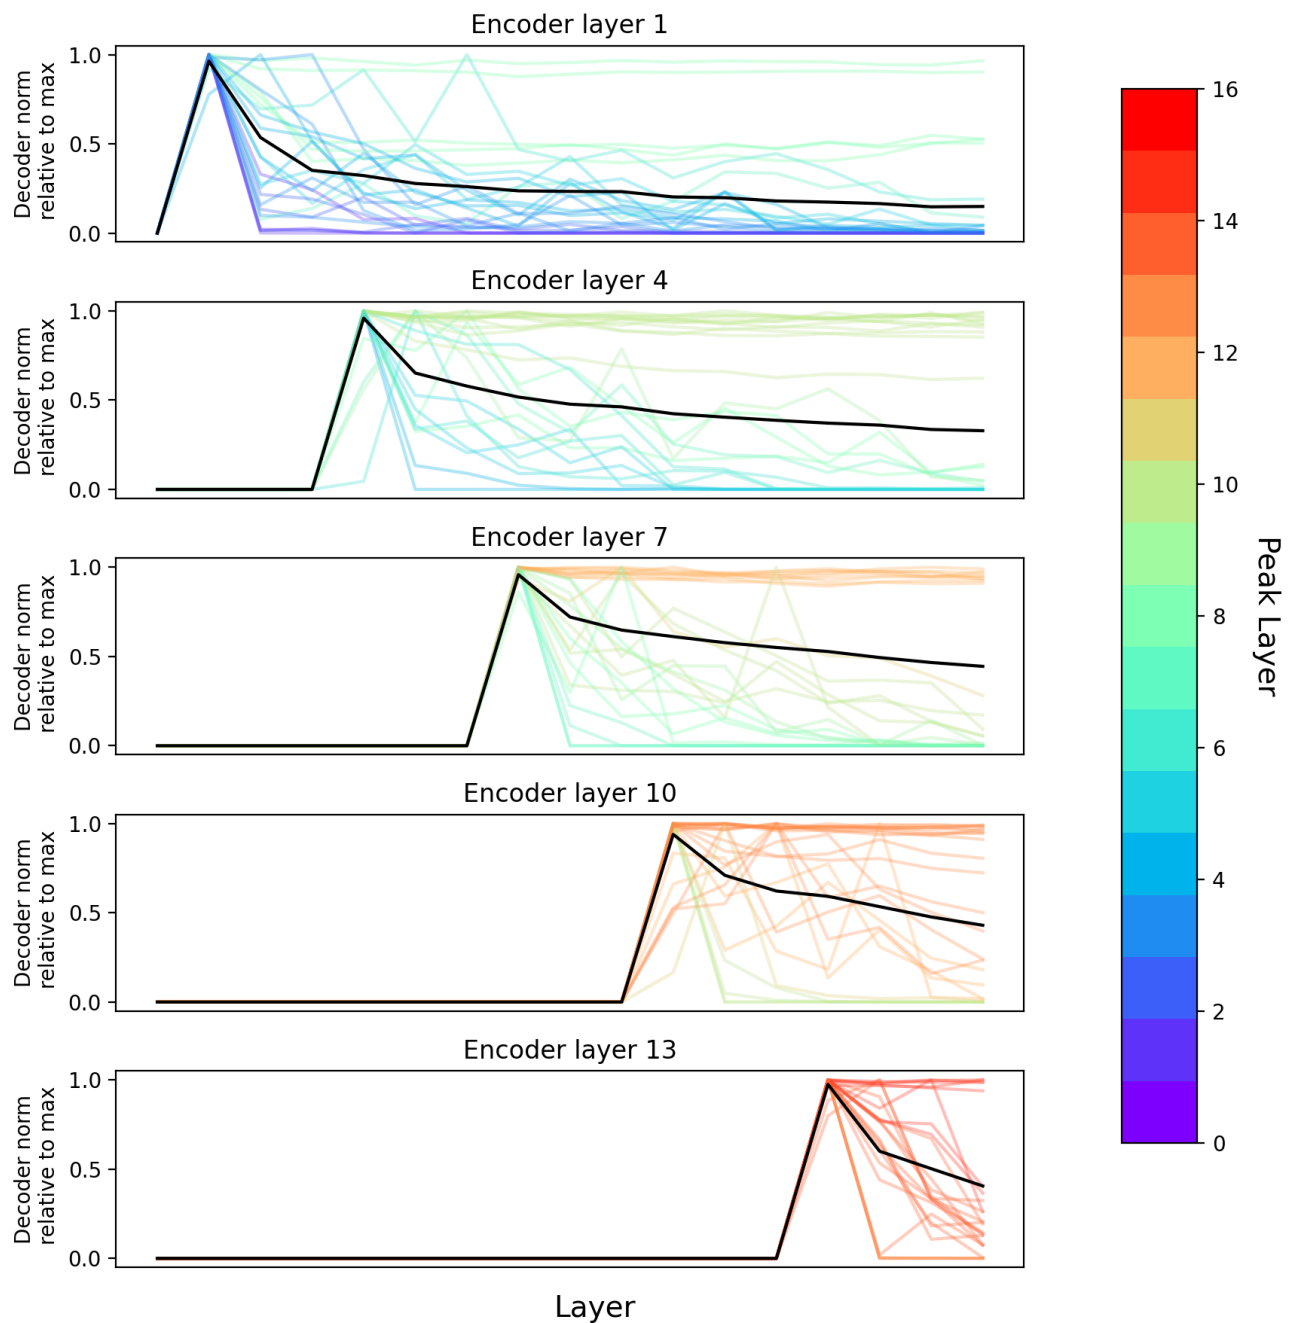 Encoder layer 1
Decoder norm
relative to max
1.0
0.5
0.0
Encoder layer 4
Decoder norm
relative to max
1.0
0.5
0.0
Encoder layer 7
Decoder norm
relative to max
1.0
0.5
0.0
Encoder layer 10
Decoder norm
relative to max
1.0
0.5
0.0
Encoder layer 13
Decoder norm
relative to max
1.0
0.5
0.0
Layer
16
14
12
10
8
6
4
2
0
Peak Layer